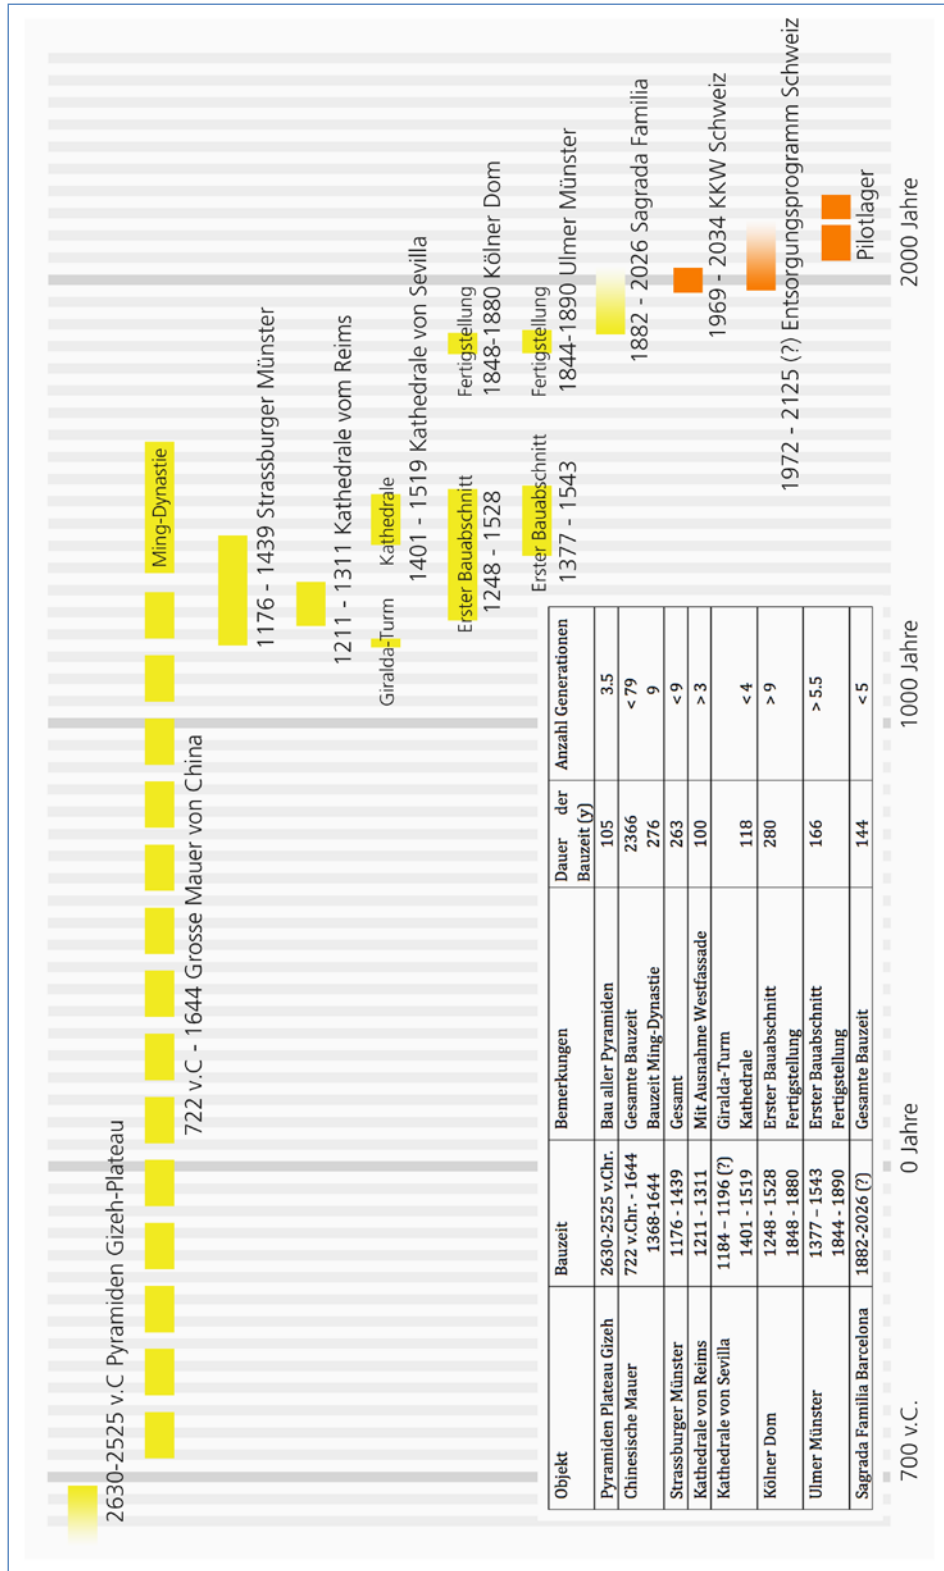 2630-2525 v.C Pyramiden Gizeh-Plateau
Ming-Dynastie
722 v.C - 1644 Grosse Mauer von China
1176 - 1439 Strassburger Münster
1211 - 1311 Kathedrale vom Reims
Giralda-Turm Kathedrale
1401 - 1519 Kathedrale von Sevilla
Erster Bauabschnitt Fertigstellung
1248 - 1528 1848-1880 Kölner Dom
Erster Bauabschnitt Fertigstellung
1377 - 1543 1844-1890 Ulmer Münster
1882 - 2026 Sagrada Familia
1969 - 2034 KKW Schweiz
1972 - 2125 (?) Entsorgungsprogramm Schweiz
Pilotlager
Objekt Bauzeit Bemerkungen Dauer der Bauzeit (y) Anzahl Generationen
Pyramiden Plateau Gizeh 2630-2525 v.Chr. Bau aller Pyramiden 105 3.5
Chinesische Mauer 722 v.Chr. - 1644 Gesamte Bauzeit 2366 < 79
1368-1644 Bauzeit Ming-Dynastie 276 9
Strassburger Münster 1176 - 1439 Gesamt 263 < 9
Kathedrale von Reims 1211 - 1311 Mit Ausnahme Westfassade 100 > 3
Kathedrale von Sevilla 1184 – 1196 (?) Giralda-Turm
1401 - 1519 Kathedrale 118 < 4
Kölner Dom 1248 - 1528 Erster Bauabschnitt 280 > 9
1848 - 1880 Fertigstellung
Ulmer Münster 1377 – 1543 Erster Bauabschnitt 166 > 5.5
1844 - 1890 Fertigstellung
Sagrada Familia Barcelona 1882-2026 (?) Gesamte Bauzeit 144 < 5
700 v.C. 0 Jahre 1000 Jahre 2000 Jahre